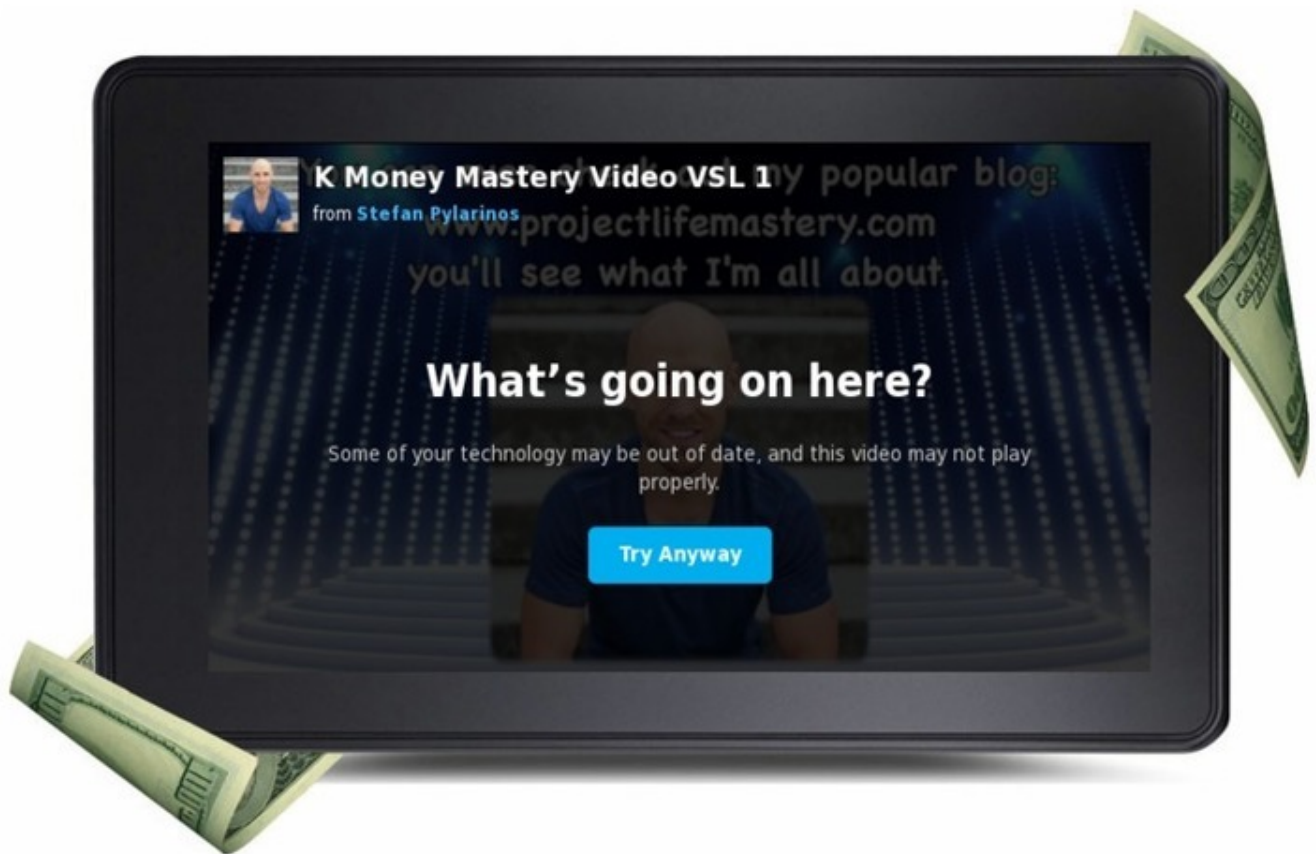 K Money Mastery Video VSL 1
my popular blog:
from Stefan Pylarinos
www.projectlifemastery.com
you'll see what I'm all about.
What’s going on here?
Some of your technology may be out of date, and this video may not play
properly.
Try Anyway